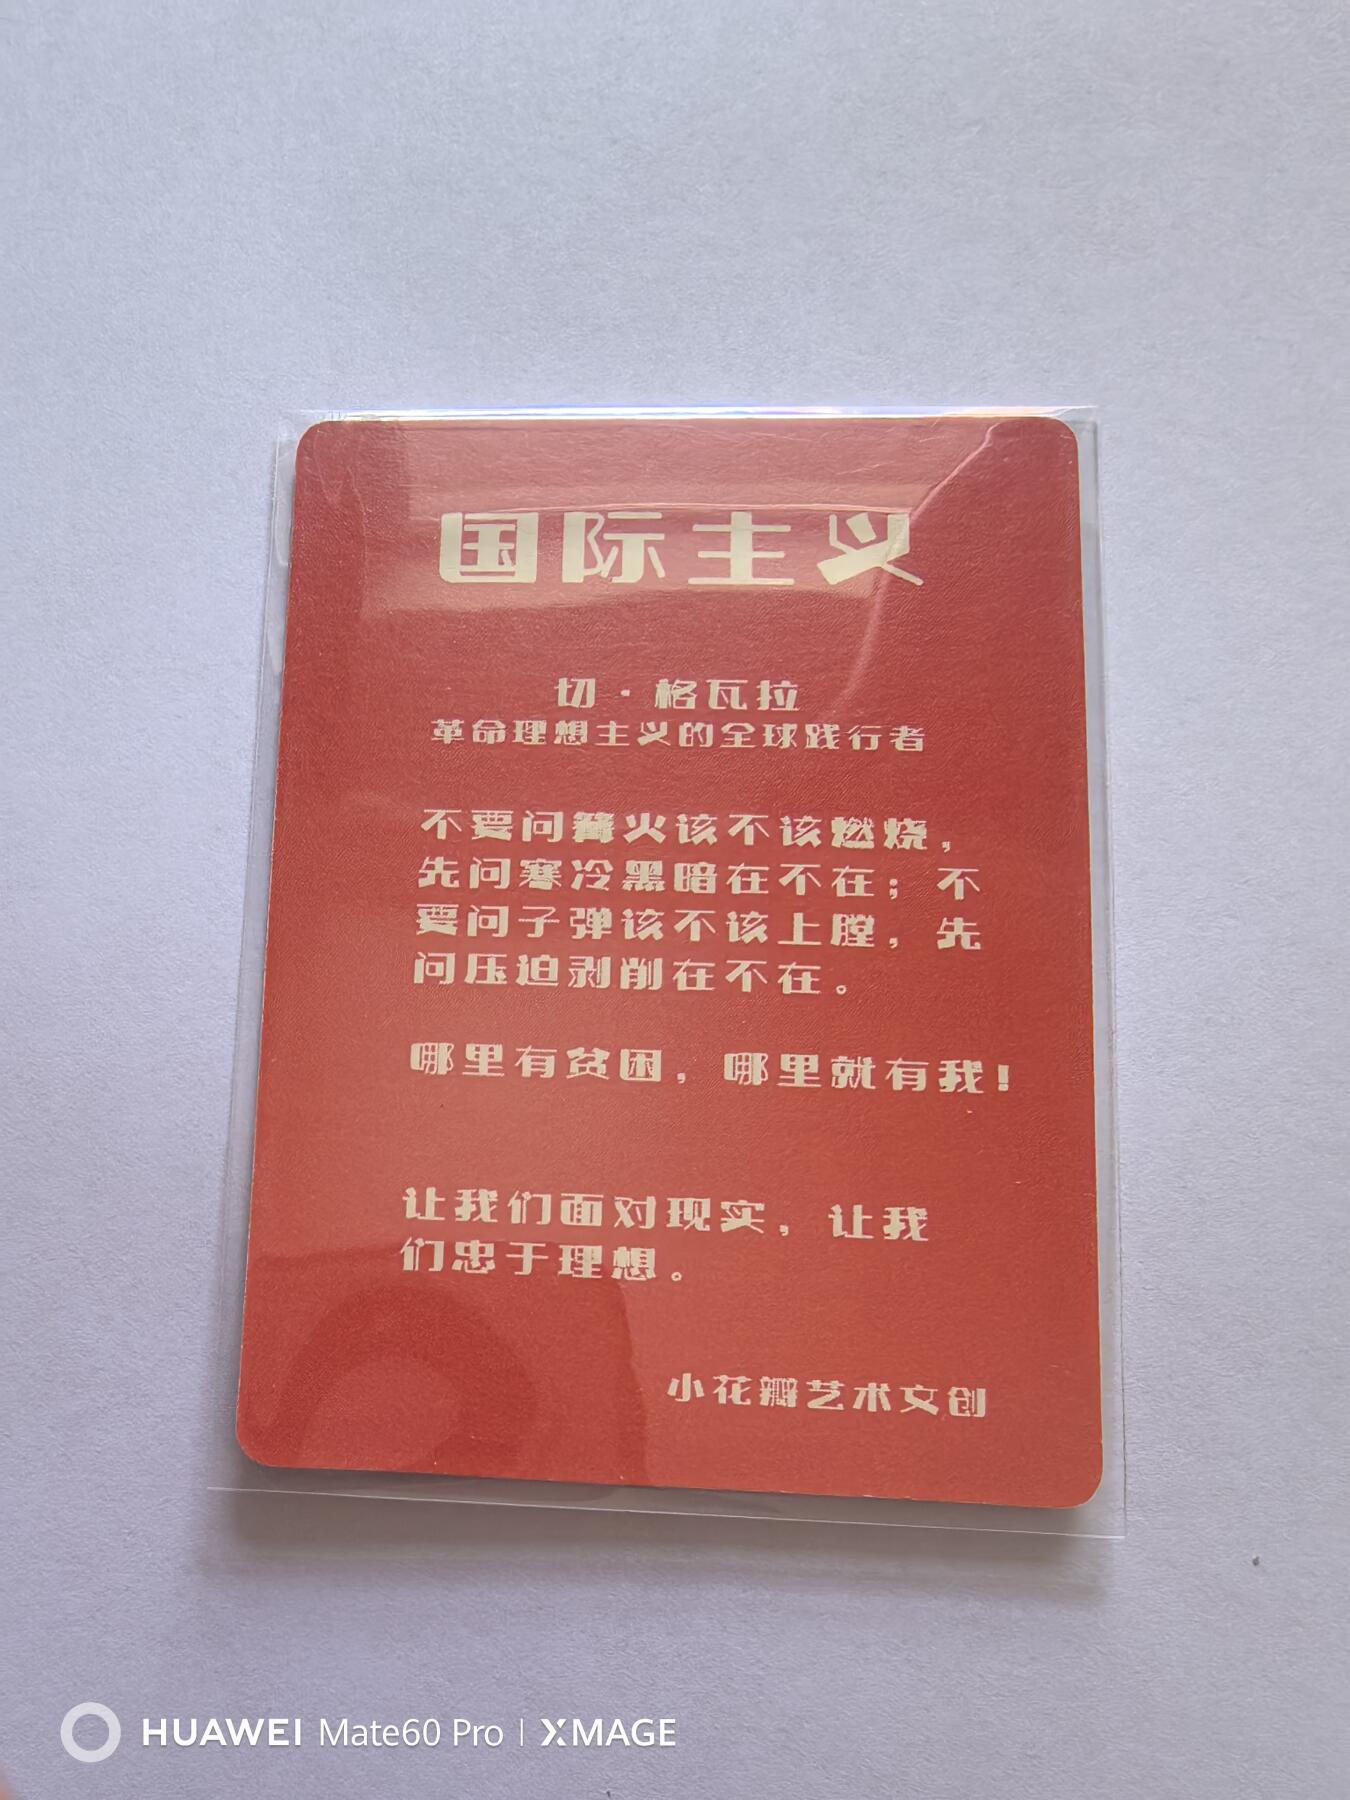 国际主义
切·格瓦拉
革命理想主义的全球践行者
不要问篝火该不该燃烧，
先问寒冷黑暗在不在；不
要问子弹该不该上膛，先
问压迫剥削在不在。
哪里有贫困，哪里就有我！
让我们面对现实，让我
们忠于理想。
小花瓣艺术文创
HUAWEI Mate60 Pro | XMAGE